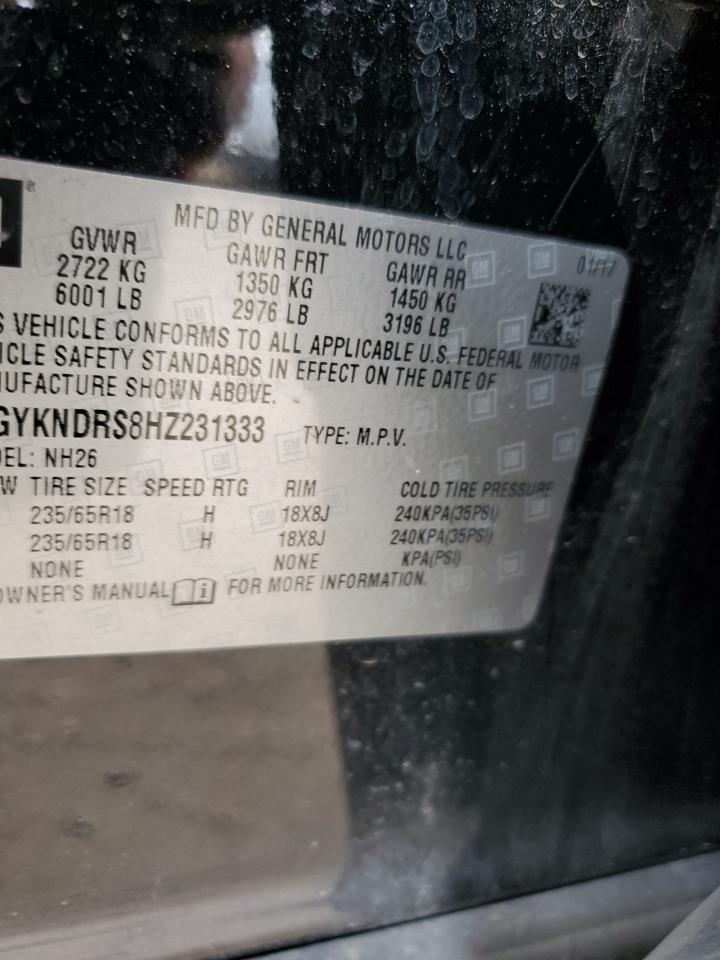 ®
MFD BY GENERAL MOTORS LLC
01/17
GVWR GAWR FRT GAWR RR
2722 KG 1350 KG 1450 KG
6001 LB 2976 LB 3196 LB
S VEHICLE CONFORMS TO ALL APPLICABLE U.S. FEDERAL MOTOR
ICLE SAFETY STANDARDS IN EFFECT ON THE DATE OF
NUFACTURE SHOWN ABOVE.
GYKNDRS8HZ231333 TYPE: M.P.V.
DEL: NH26
W TIRE SIZE SPEED RTG RIM COLD TIRE PRESSURE
235/65R18 H 18X8J 240KPA(35PSI)
235/65R18 H 18X8J 240KPA(35PSI)
NONE NONE KPA(PSI)
OWNER'S MANUAL i FOR MORE INFORMATION.